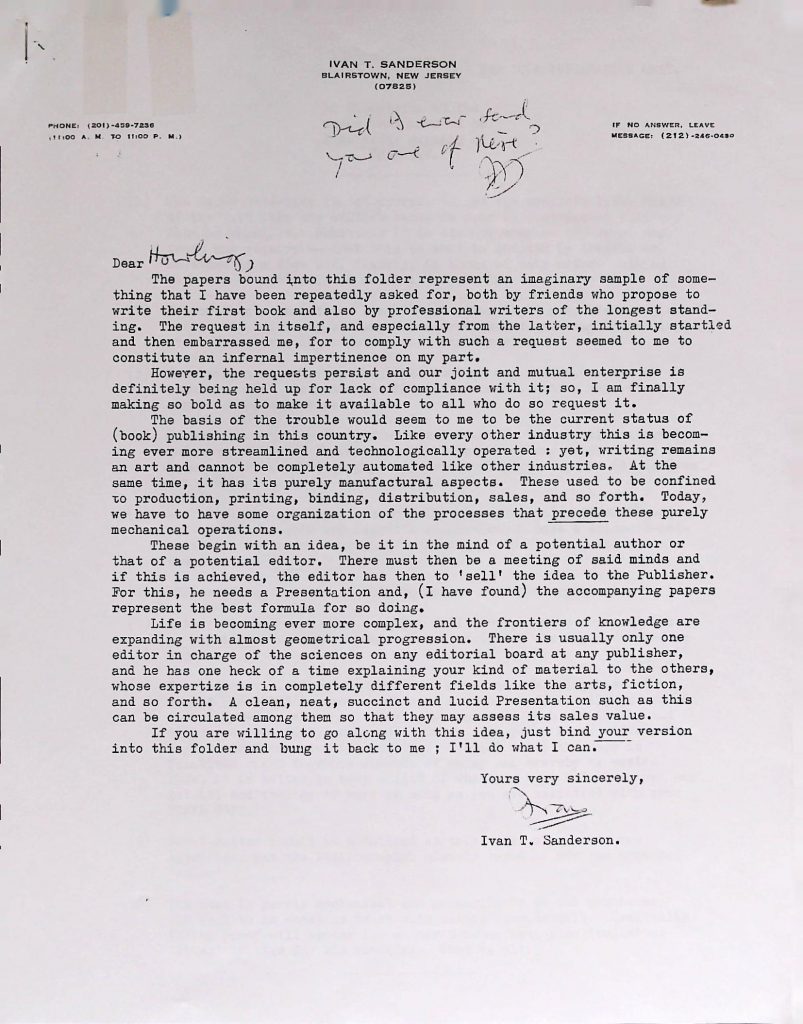 IVAN T. SANDERSON
BLAIRSTOWN, NEW JERSEY
(07825)
PHONE: (201)-459-7236
(11:00 A. M. TO 11:00 P. M.)
IF NO ANSWER, LEAVE
MESSAGE: (212)-246-0430
Did I ever send
you one of these?
Dear
The papers bound into this folder represent an imaginary sample of some-
thing that I have been repeatedly asked for, both by friends who propose to
write their first book and also by professional writers of the longest stand-
ing. The request in itself, and especially from the latter, initially startled
and then embarrassed me, for to comply with such a request seemed to me to
constitute an infernal impertinence on my part.
However, the requests persist and our joint and mutual enterprise is
definitely being held up for lack of compliance with it; so, I am finally
making so bold as to make it available to all who do so request it.
The basis of the trouble would seem to me to be the current status of
(book) publishing in this country. Like every other industry this is becom-
ing ever more streamlined and technologically operated : yet, writing remains
an art and cannot be completely automated like other industries. At the
same time, it has its purely manufactural aspects. These used to be confined
to production, printing, binding, distribution, sales, and so forth. Today,
we have to have some organization of the processes that precede these purely
mechanical operations.
These begin with an idea, be it in the mind of a potential author or
that of a potential editor. There must then be a meeting of said minds and
if this is achieved, the editor has then to 'sell' the idea to the Publisher.
For this, he needs a Presentation and, (I have found) the accompanying papers
represent the best formula for so doing.
Life is becoming ever more complex, and the frontiers of knowledge are
expanding with almost geometrical progression. There is usually only one
editor in charge of the sciences on any editorial board at any publisher,
and he has one heck of a time explaining your kind of material to the others,
whose expertize is in completely different fields like the arts, fiction,
and so forth. A clean, neat, succinct and lucid Presentation such as this
can be circulated among them so that they may assess its sales value.
If you are willing to go along with this idea, just bind your version
into this folder and bung it back to me ; I'll do what I can.
Yours very sincerely,
Ivan
Ivan T. Sanderson.